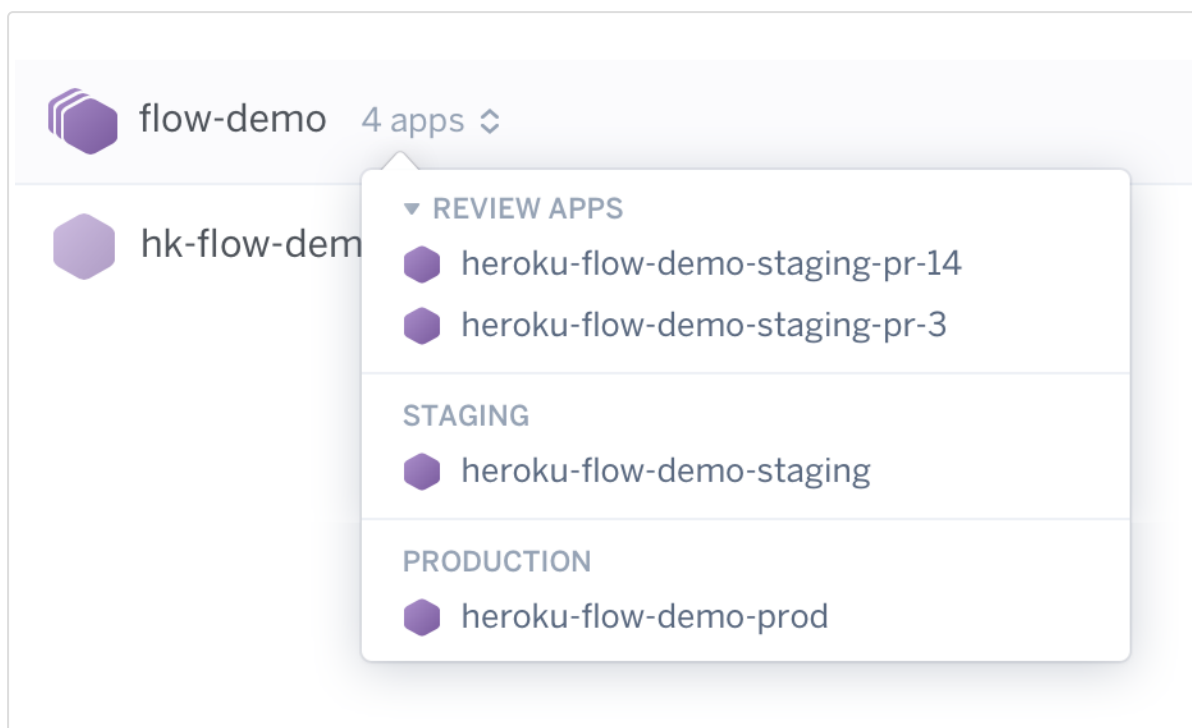 flow-demo 4 apps
hk-flow-dem
REVIEW APPS
heroku-flow-demo-staging-pr-14
heroku-flow-demo-staging-pr-3
STAGING
heroku-flow-demo-staging
PRODUCTION
heroku-flow-demo-prod